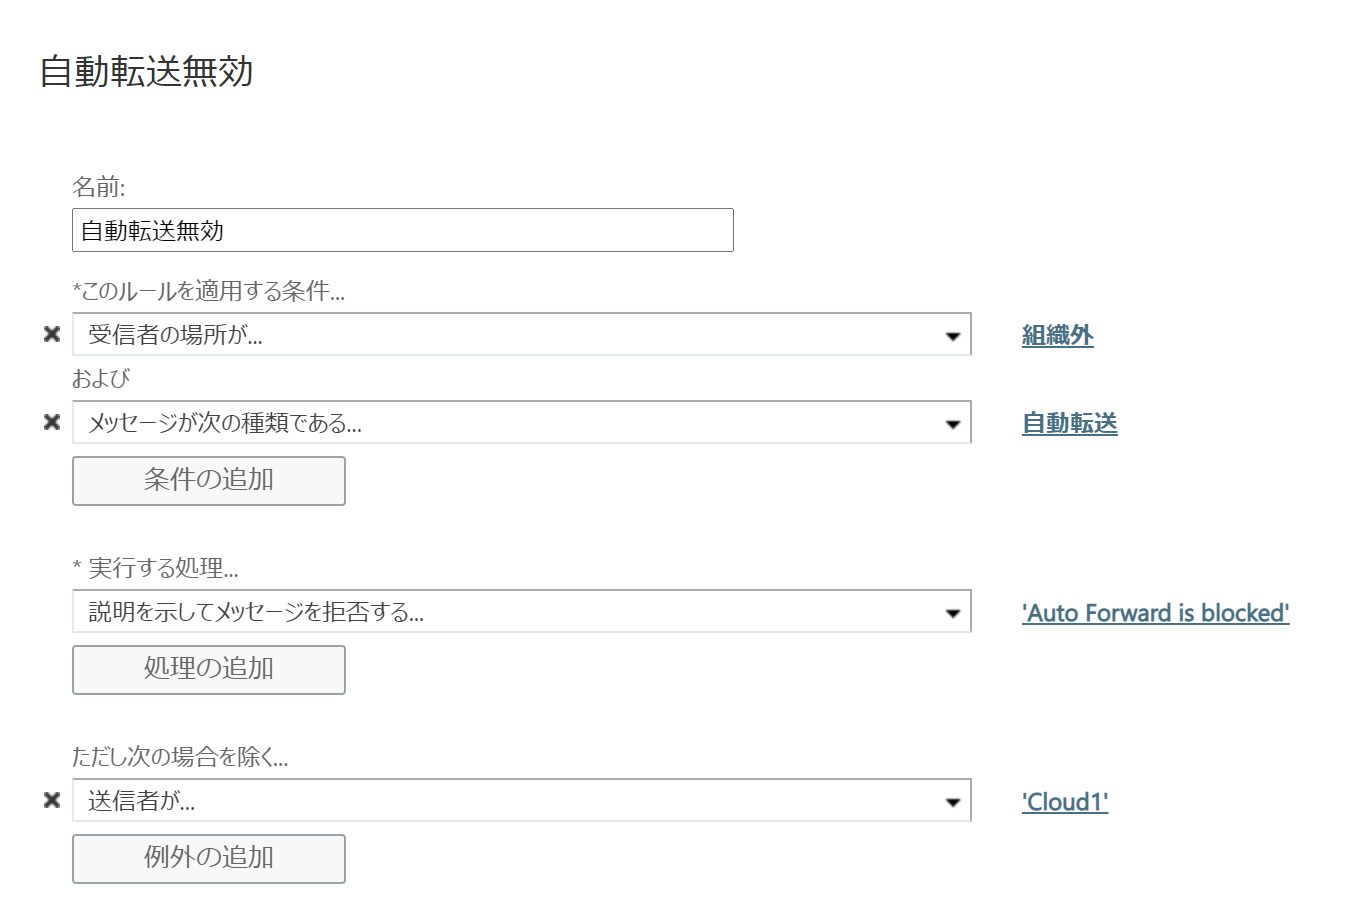 自動転送無効
名前:
自動転送無効
*このルールを適用する条件...
受信者の場所が...
組織外
および
メッセージが次の種類である...
自動転送
条件の追加
* 実行する処理...
説明を示してメッセージを拒否する...
'Auto Forward is blocked'
処理の追加
ただし次の場合を除く...
送信者が...
'Cloud1'
例外の追加